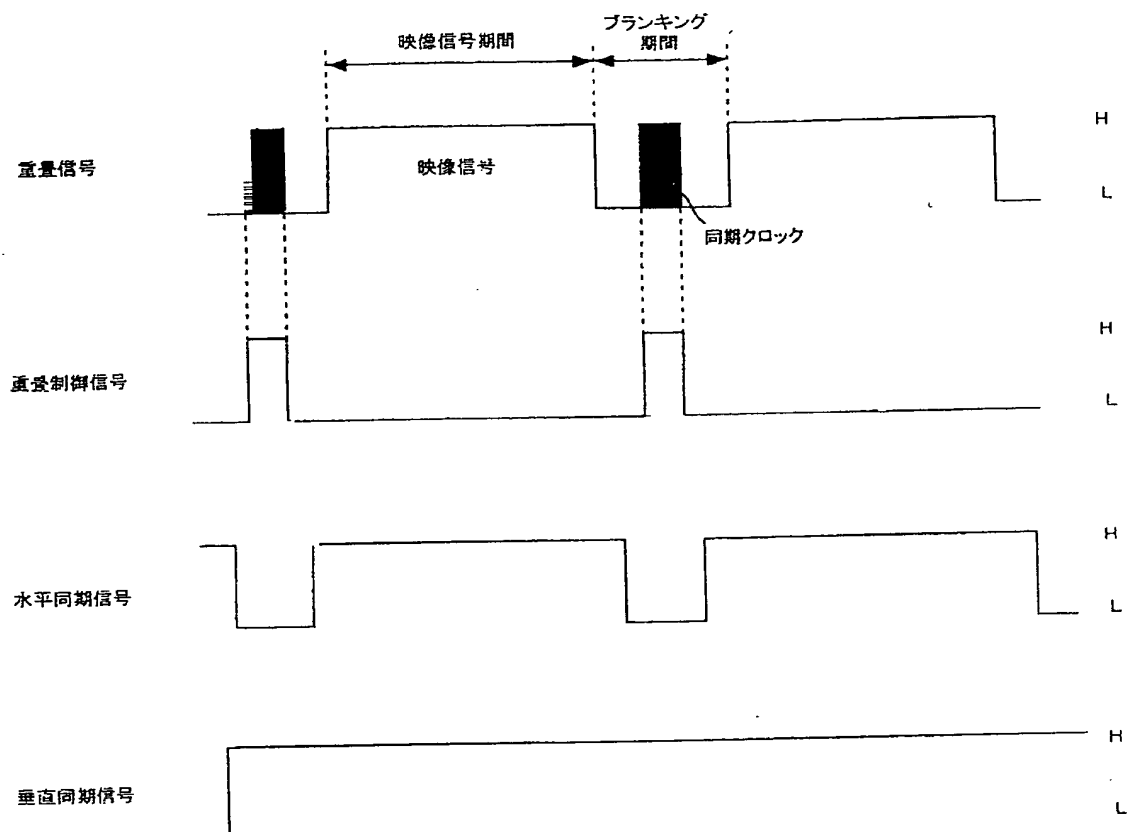 ブランキング
映像信号期間
期間
H
重畳信号
映像信号
L
同期クロック
H
重畳制御信号
L
H
水平同期信号
L
H
垂直同期信号
L